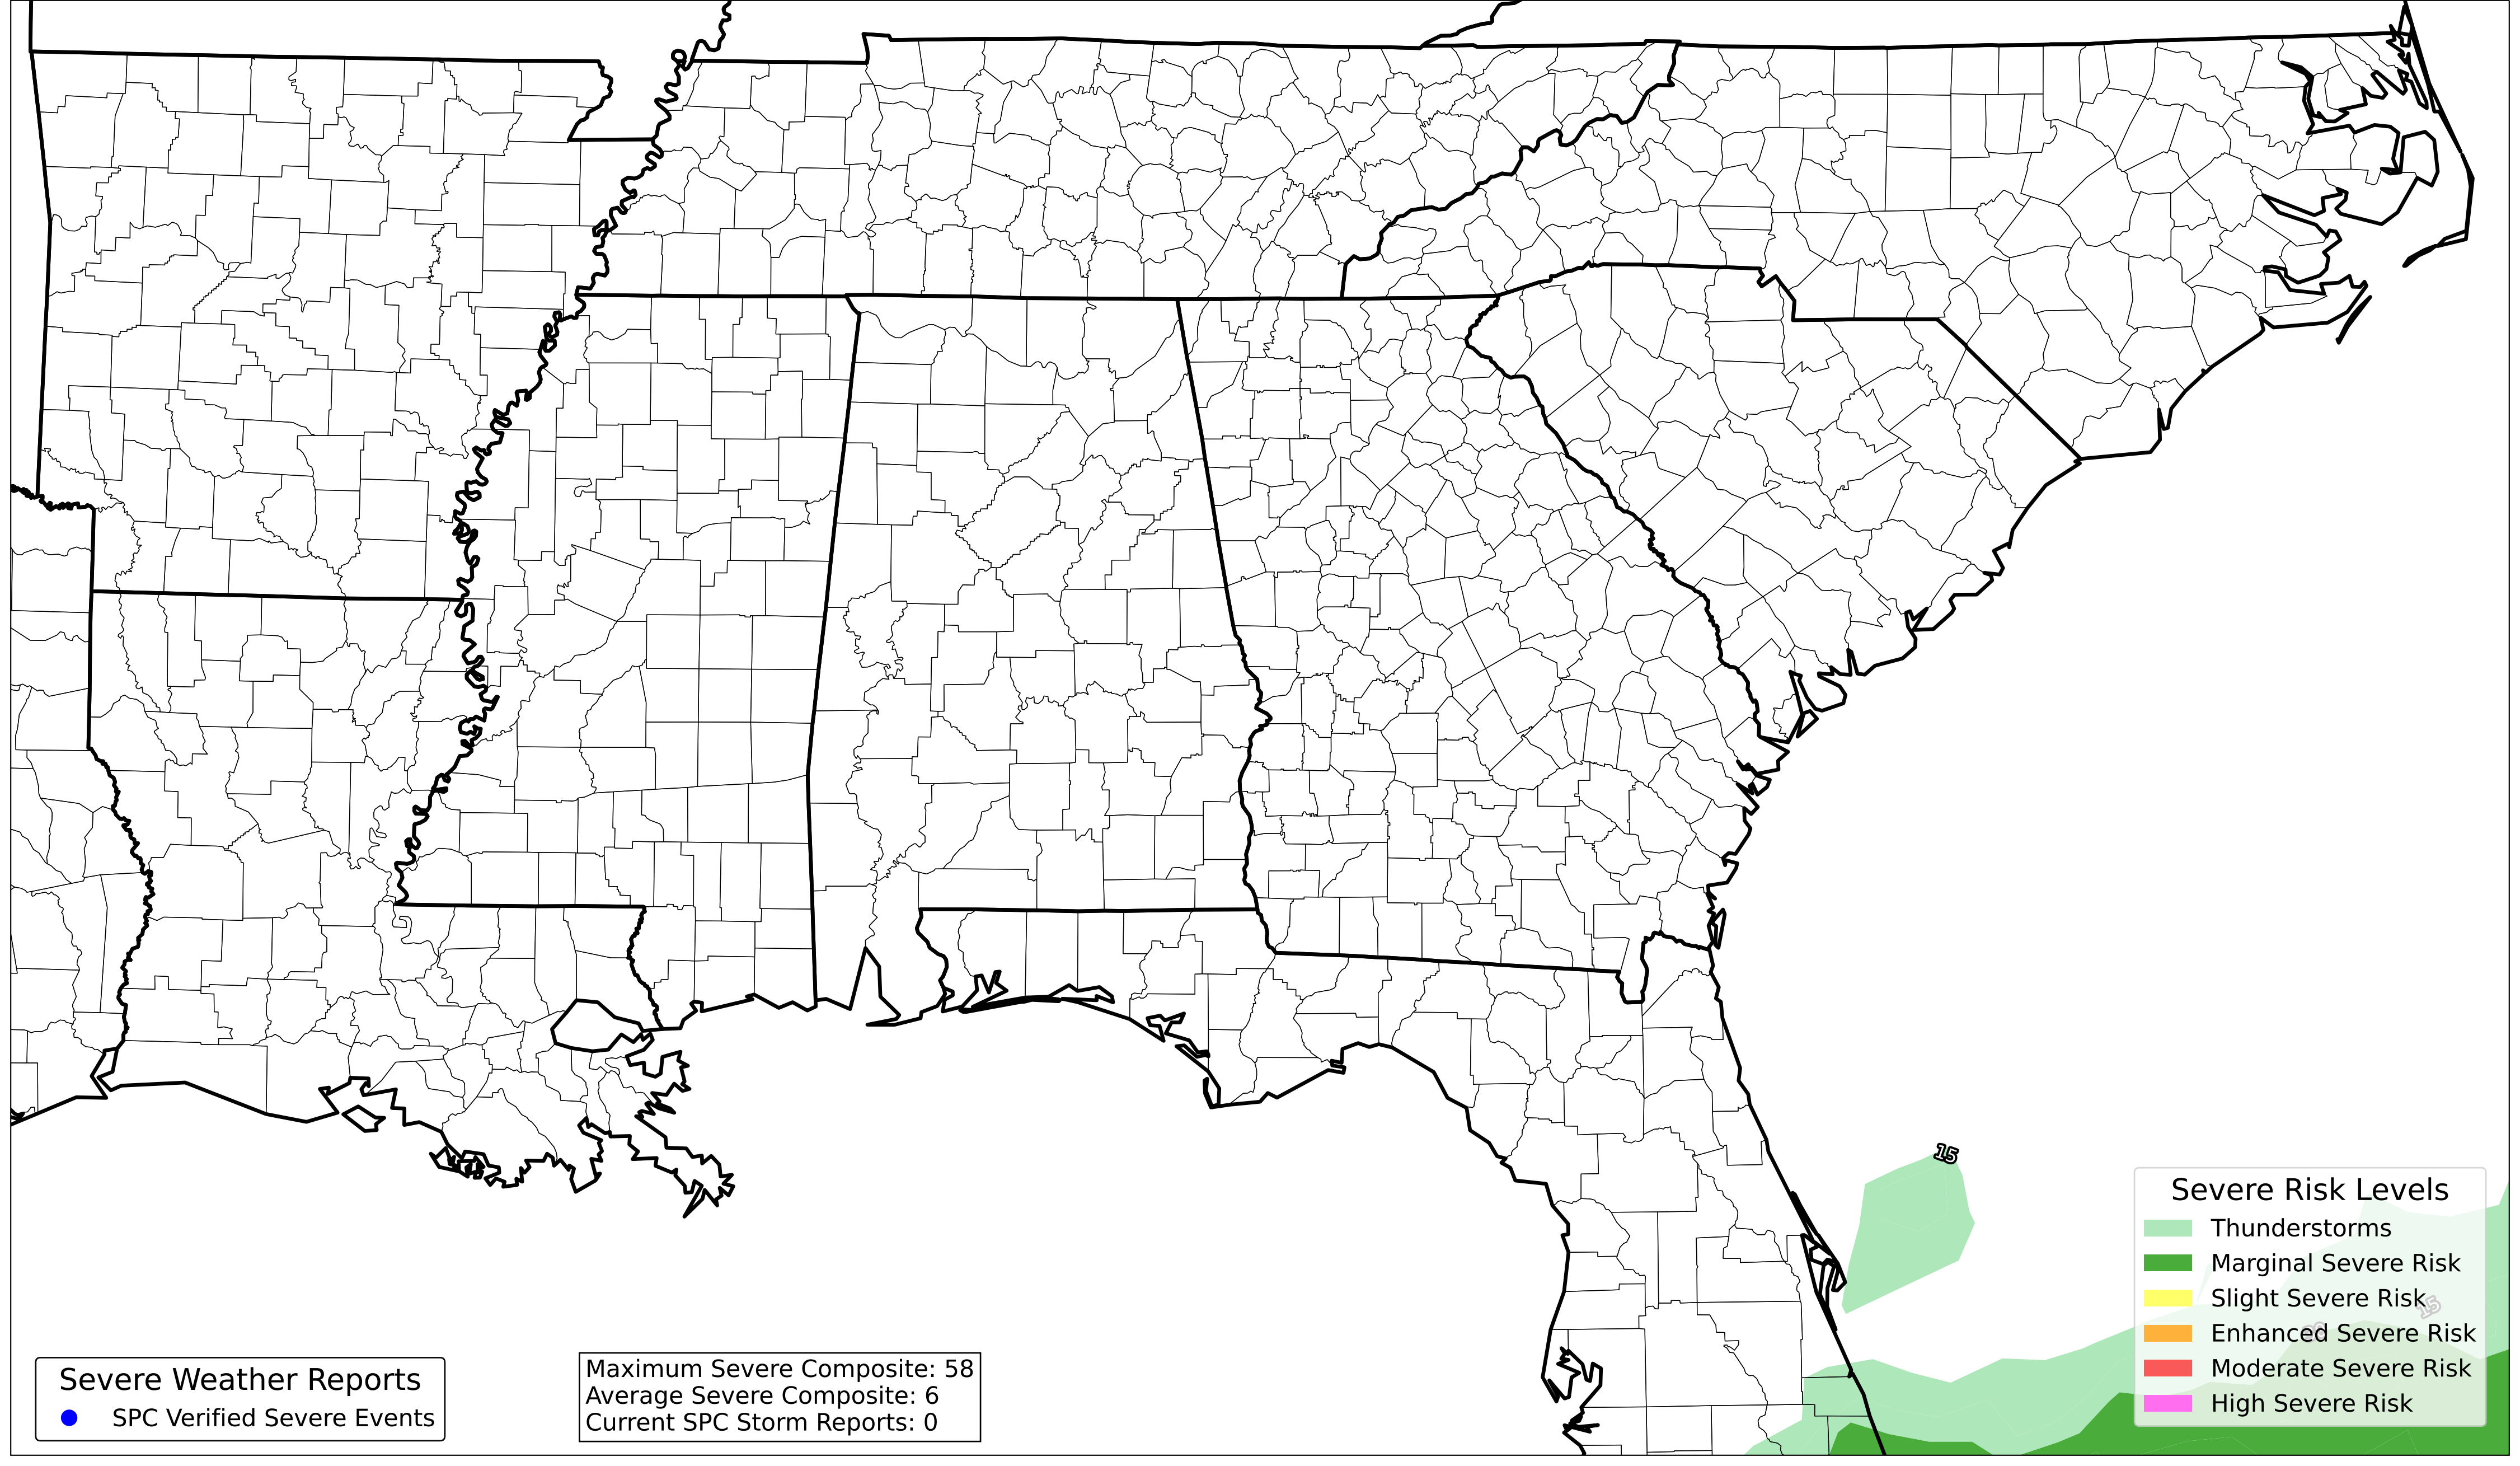 15
Severe Risk Levels
Thunderstorms
Marginal Severe Risk
Slight Severe Risk
15
Enhanced Severe Risk
Moderate Severe Risk
High Severe Risk
Severe Weather Reports
SPC Verified Severe Events
Maximum Severe Composite: 58
Average Severe Composite: 6
Current SPC Storm Reports: 0